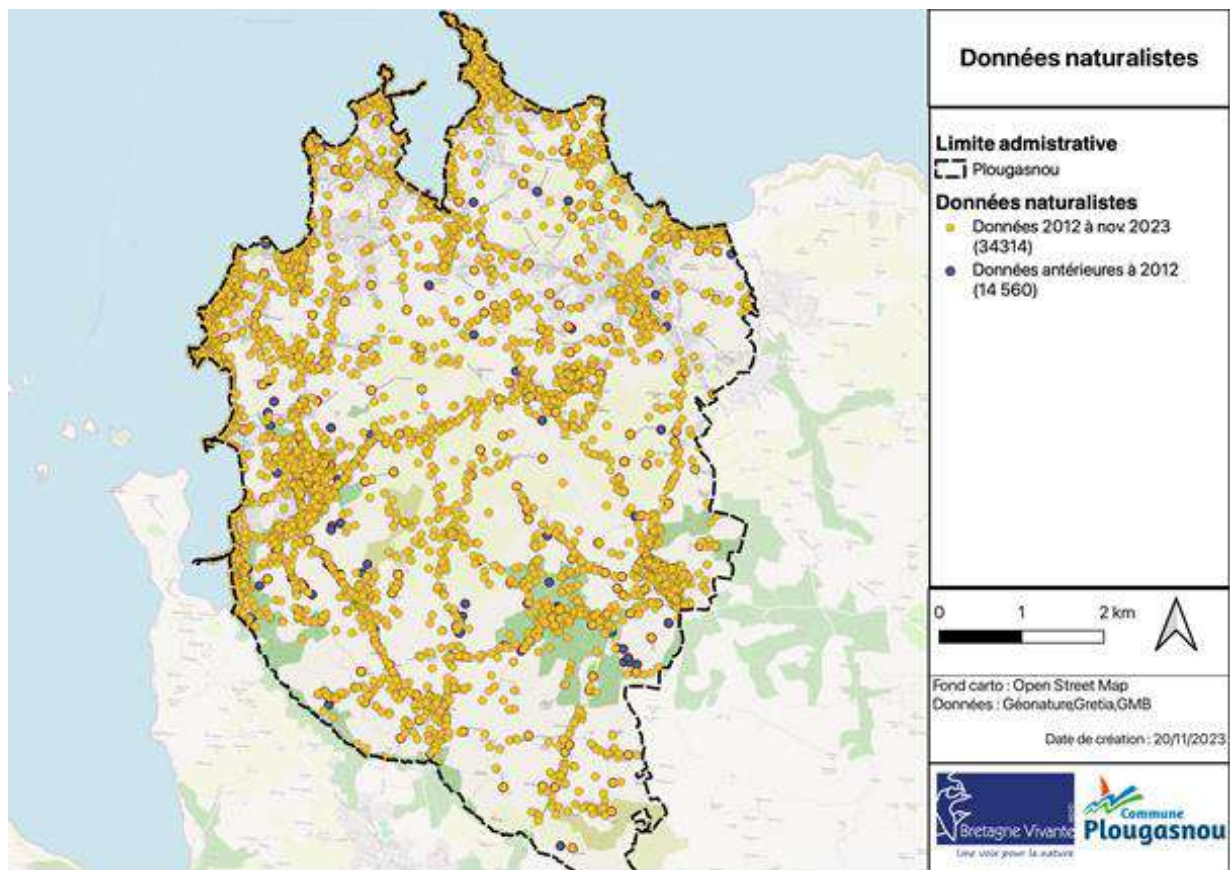 Données naturalistes
Limite admistrative
Plougasnou
Données naturalistes
Données 2012 à nov. 2023
(34314)
Données antérieures à 2012
(14 560)
0 1 2 km
Fond carto : Open Street Map
Données : Géonature,Gretia,GMB
Date de création : 20/11/2023
Bretagne Vivante
Une voix pour la nature
Commune
Plougasnou